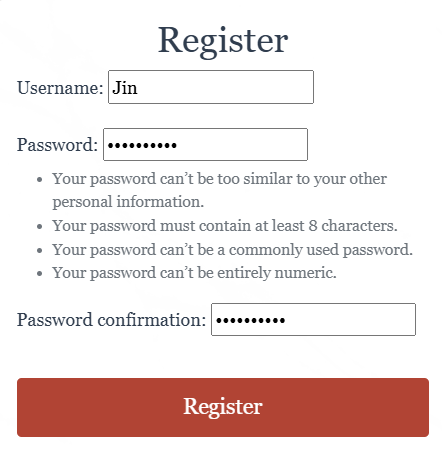 Register
Username: Jin
Password: ••••••••••
• Your password can’t be too similar to your other
personal information.
• Your password must contain at least 8 characters.
• Your password can’t be a commonly used password.
• Your password can’t be entirely numeric.
Password confirmation: ••••••••••
Register